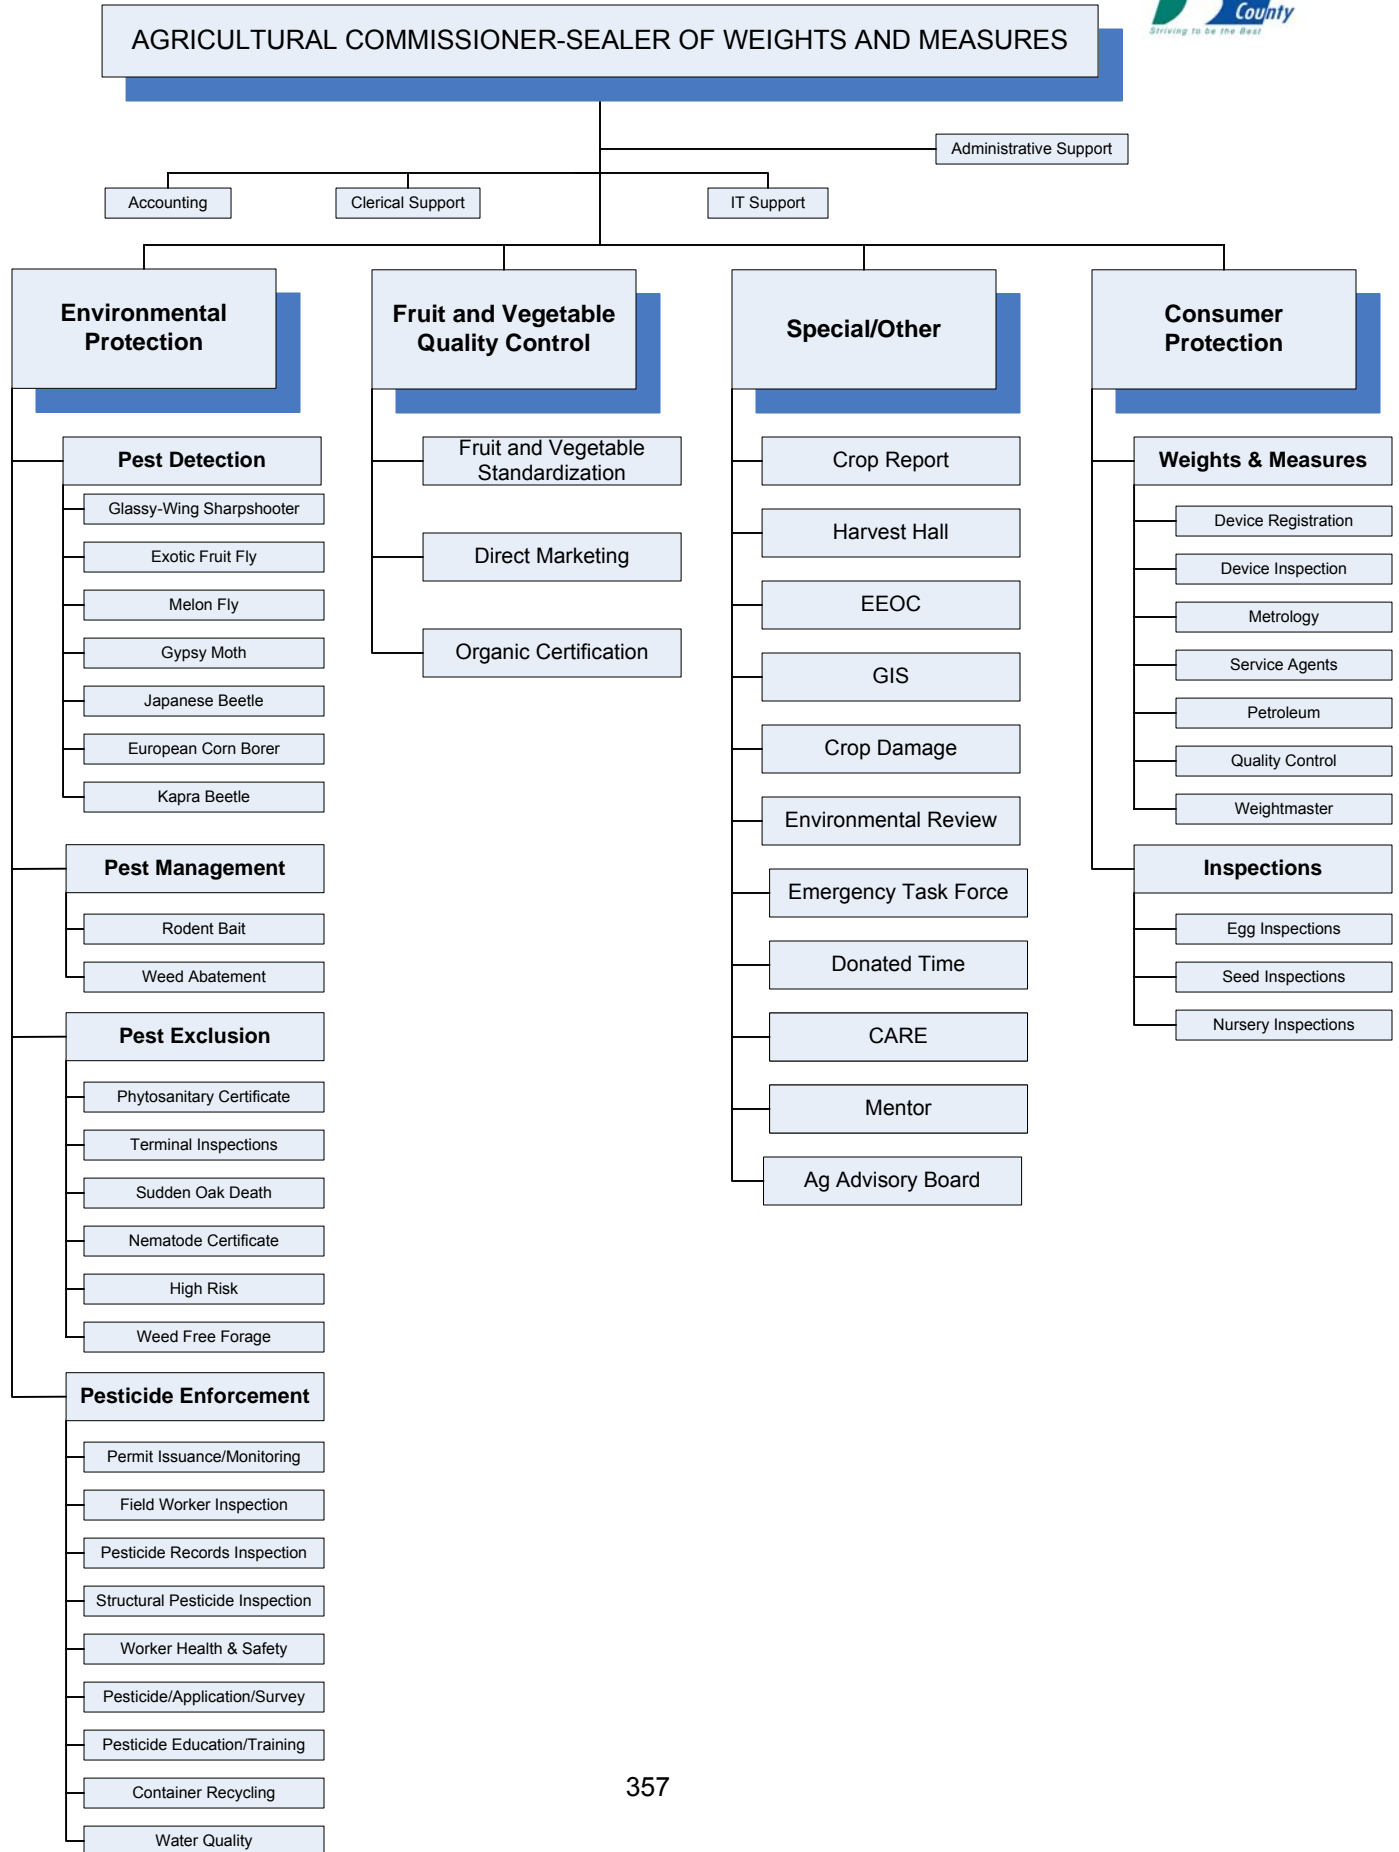 County
Striving to be the Best
AGRICULTURAL COMMISSIONER-SEALER OF WEIGHTS AND MEASURES
Administrative Support
Accounting
Clerical Support
IT Support
Environmental
Protection
Pest Detection
Glassy-Wing Sharpshooter
Exotic Fruit Fly
Melon Fly
Gypsy Moth
Japanese Beetle
European Corn Borer
Kapra Beetle
Pest Management
Rodent Bait
Weed Abatement
Pest Exclusion
Phytosanitary Certificate
Terminal Inspections
Sudden Oak Death
Nematode Certificate
High Risk
Weed Free Forage
Pesticide Enforcement
Permit Issuance/Monitoring
Field Worker Inspection
Pesticide Records Inspection
Structural Pesticide Inspection
Worker Health & Safety
Pesticide/Application/Survey
Pesticide Education/Training
Container Recycling
Water Quality
Fruit and Vegetable
Quality Control
Fruit and Vegetable
Standardization
Direct Marketing
Organic Certification
Special/Other
Crop Report
Harvest Hall
EEOC
GIS
Crop Damage
Environmental Review
Emergency Task Force
Donated Time
CARE
Mentor
Ag Advisory Board
Consumer
Protection
Weights & Measures
Device Registration
Device Inspection
Metrology
Service Agents
Petroleum
Quality Control
Weightmaster
Inspections
Egg Inspections
Seed Inspections
Nursery Inspections
357